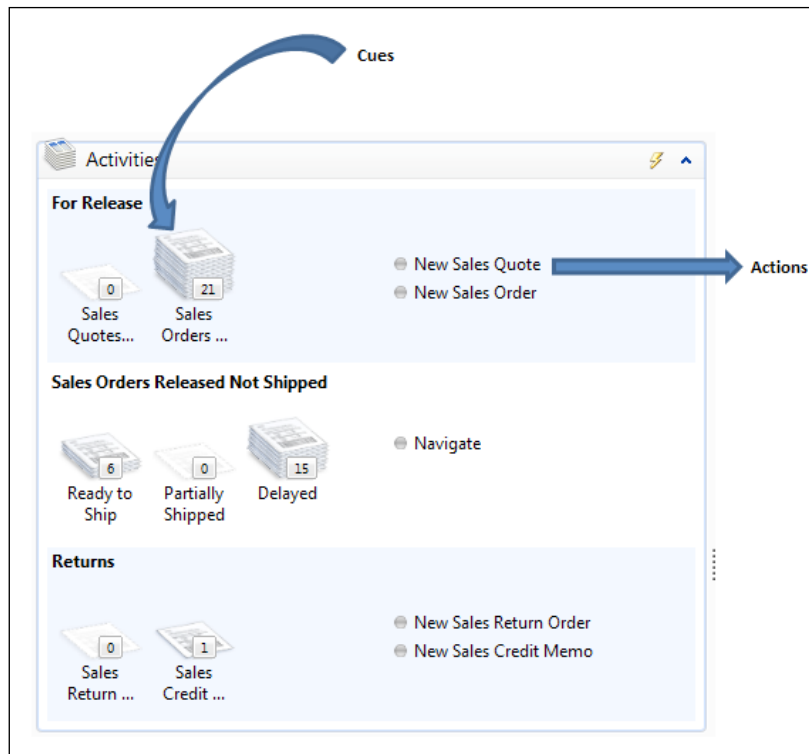 Cues
Activities
For Release
0
21
Sales
Quotes...
Sales
Orders ...
New Sales Quote
New Sales Order
Actions
Sales Orders Released Not Shipped
6
0
15
Ready to
Ship
Partially
Shipped
Delayed
Navigate
Returns
0
1
Sales
Return ...
Sales
Credit ...
New Sales Return Order
New Sales Credit Memo